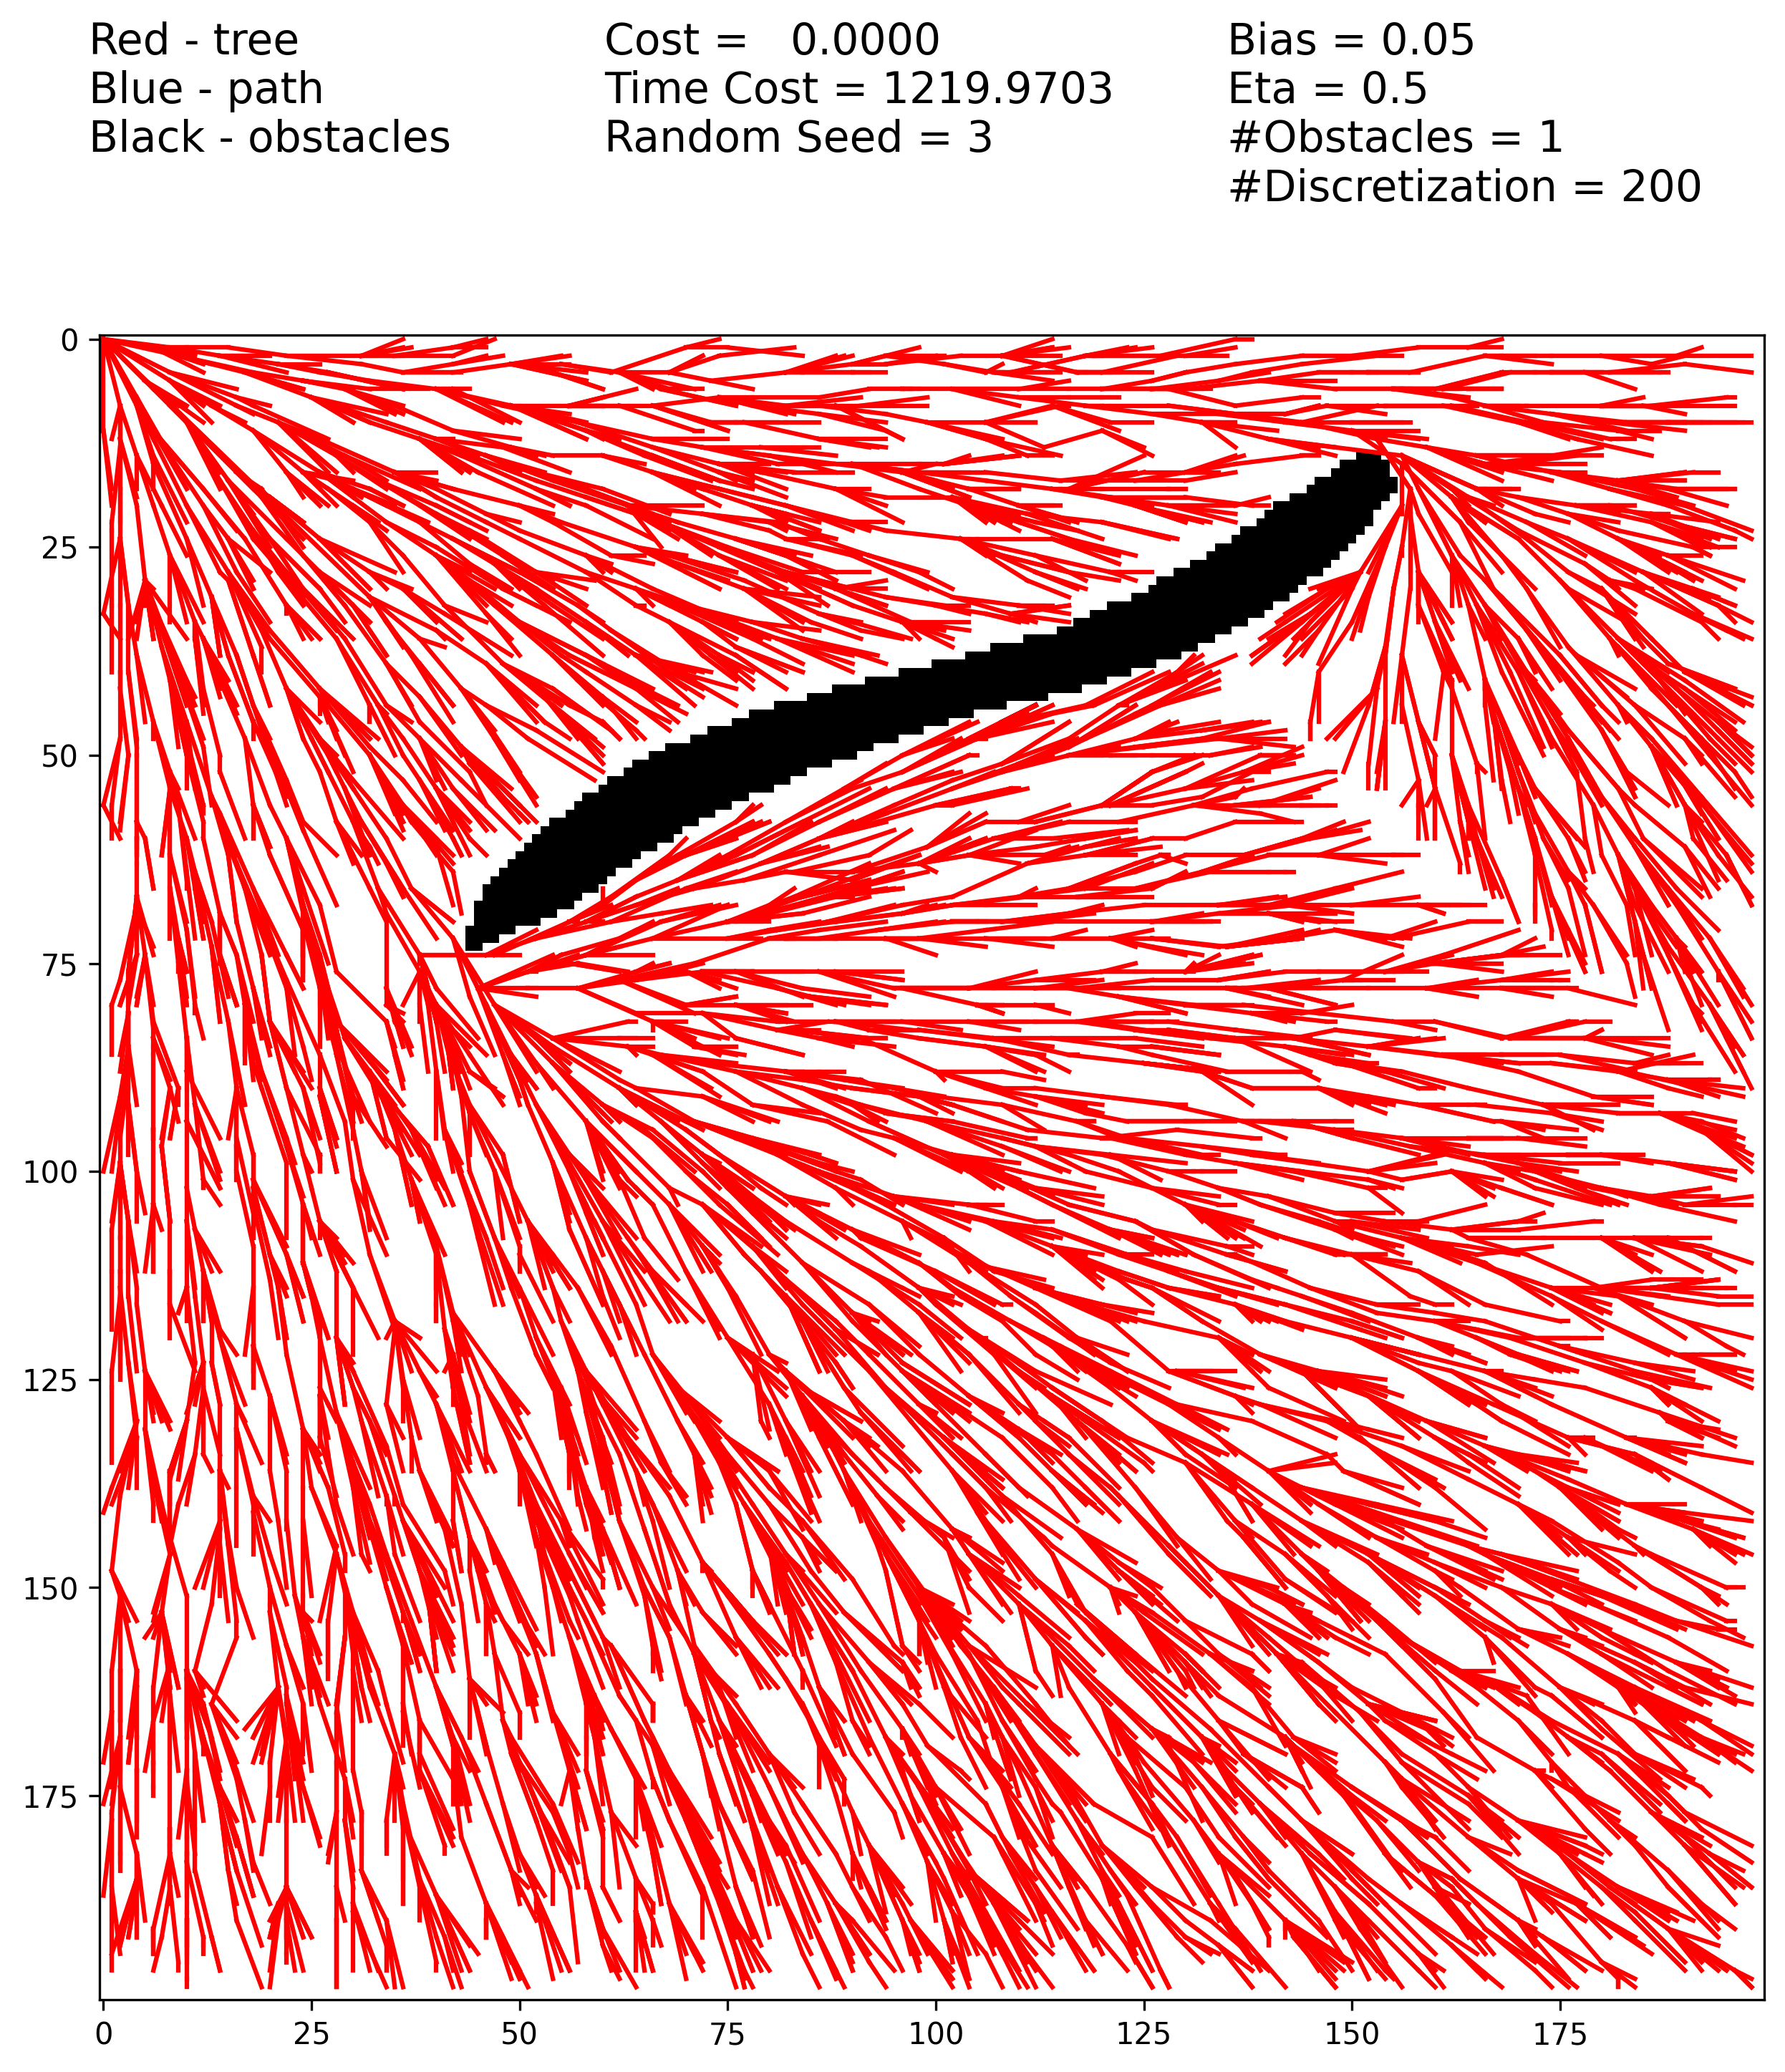 Red - tree
Blue - path
Black - obstacles
Cost =   0.0000
Time Cost = 1219.9703
Random Seed = 3
Bias = 0.05
Eta = 0.5
#Obstacles = 1
#Discretization = 200
0
25
50
75
100
125
150
175
0 25 50 75 100 125 150 175